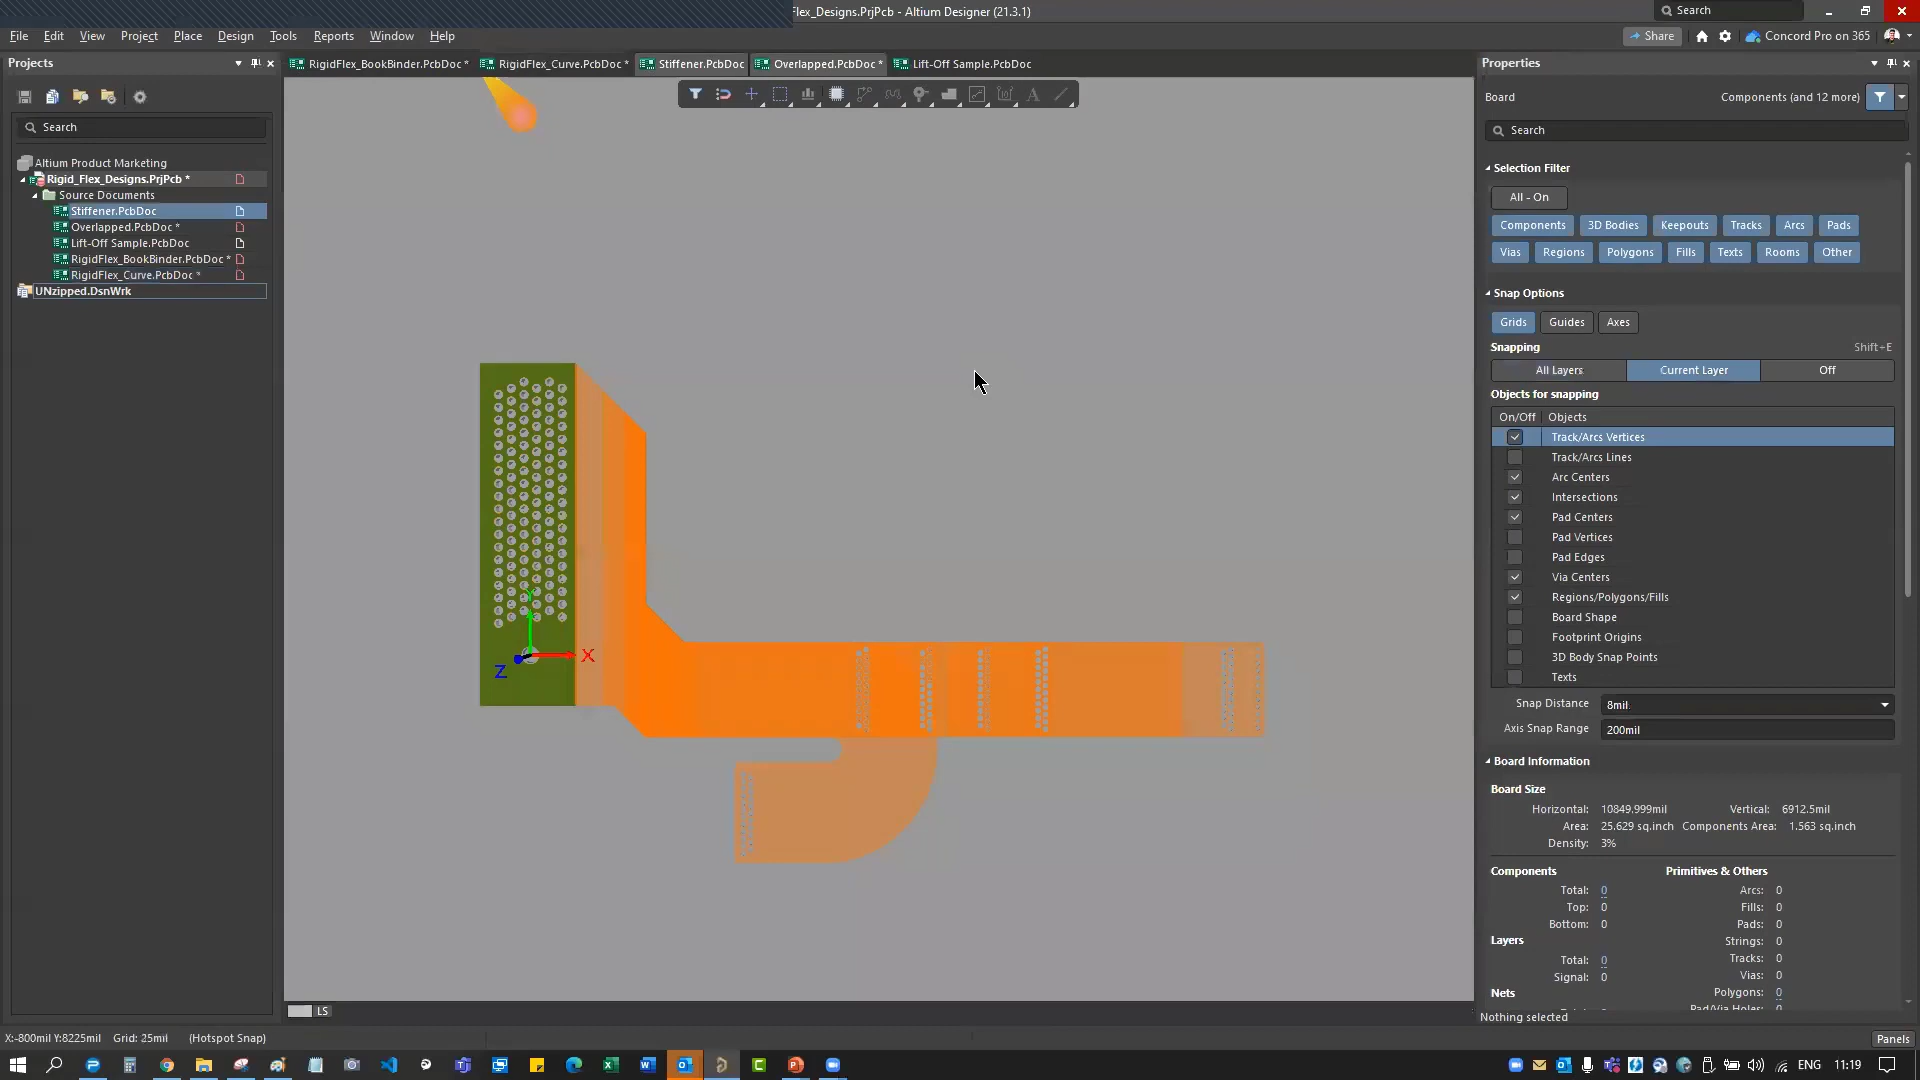 Flex_Designs.PrjPcb - Altium Designer (21.3.1)
Search
File Edit View Project Place Design Tools Reports Window Help
Share
Concord Pro on 365
Projects
Search
Altium Product Marketing
Rigid_Flex_Designs.PrjPcb *
Source Documents
Stiffener.PcbDoc
Overlapped.PcbDoc *
Lift-Off Sample.PcbDoc
RigidFlex_BookBinder.PcbDoc *
RigidFlex_Curve.PcbDoc *
UNzipped.DsnWrk
RigidFlex_BookBinder.PcbDoc * RigidFlex_Curve.PcbDoc * Stiffener.PcbDoc Overlapped.PcbDoc * Lift-Off Sample.PcbDoc
A
Y
X
Z
LS
Properties
Board Components (and 12 more)
Search
Selection Filter
All - On
Components 3D Bodies Keepouts Tracks Arcs Pads
Vias Regions Polygons Fills Texts Rooms Other
Snap Options
Grids Guides Axes
Snapping Shift+E
All Layers Current Layer Off
Objects for snapping
On/Off Objects
Track/Arcs Vertices
Track/Arcs Lines
Arc Centers
Intersections
Pad Centers
Pad Vertices
Pad Edges
Via Centers
Regions/Polygons/Fills
Board Shape
Footprint Origins
3D Body Snap Points
Texts
Snap Distance 8mil
Axis Snap Range 200mil
Board Information
Board Size
Horizontal: 10849.999mil Vertical: 6912.5mil
Area: 25.629 sq.inch Components Area: 1.563 sq.inch
Density: 3%
Components Primitives & Others
Total: 0 Arcs: 0
Top: 0 Fills: 0
Bottom: 0 Pads: 0
Layers Strings: 0
Total: 0 Tracks: 0
Signal: 0 Vias: 0
Nets Polygons: 0
Pad/Via Holes: 0
Nothing selected
X:-800mil Y:8225mil Grid: 25mil (Hotspot Snap)
Panels
ENG 11:19